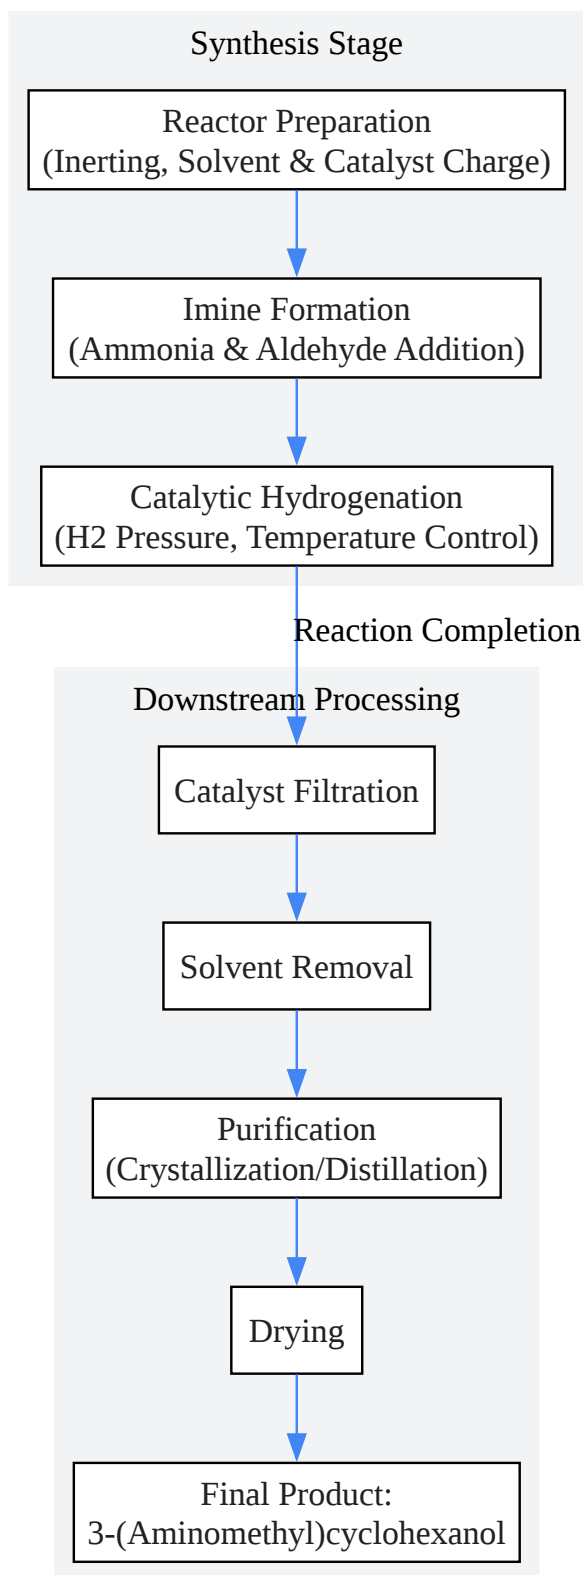 Synthesis Stage
Reactor Preparation
(Inerting, Solvent & Catalyst Charge)
Imine Formation
(Ammonia & Aldehyde Addition)
Catalytic Hydrogenation
(H2 Pressure, Temperature Control)
Reaction Completion
Downstream Processing
Catalyst Filtration
Solvent Removal
Purification
(Crystallization/Distillation)
Drying
Final Product:
3-(Aminomethyl)cyclohexanol